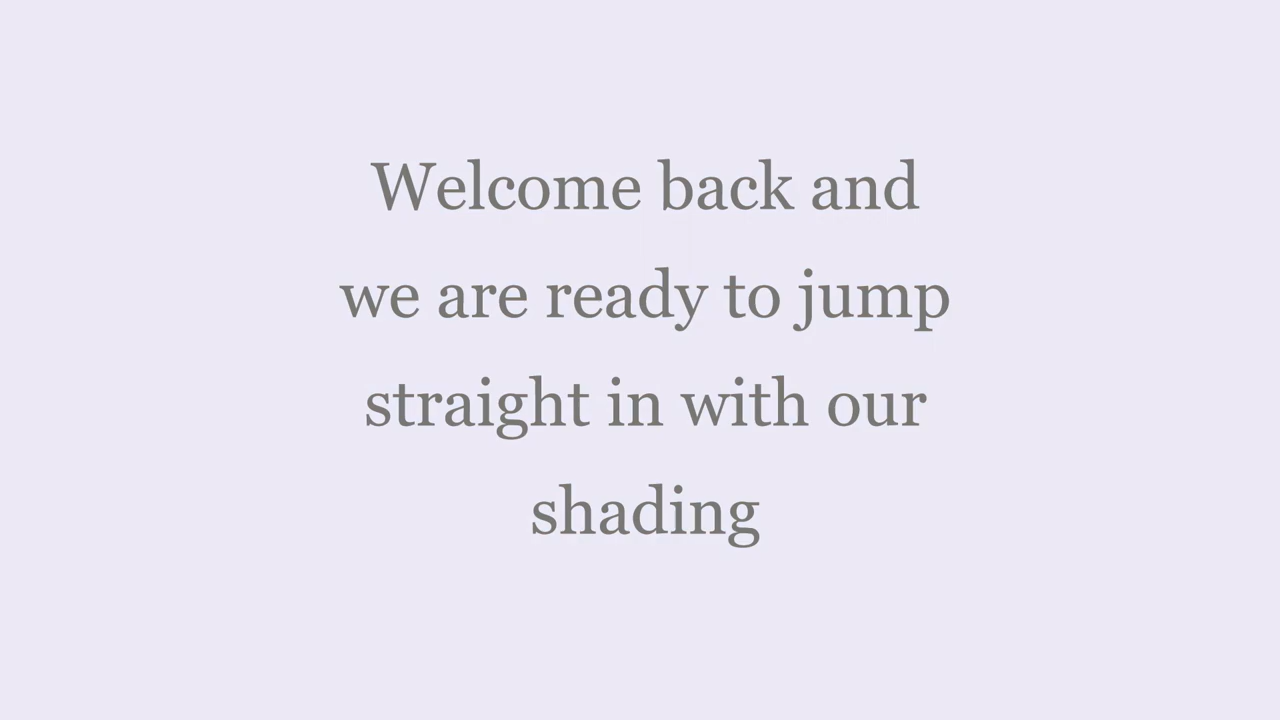 Welcome back and
we are ready to jump
straight in with our
shading